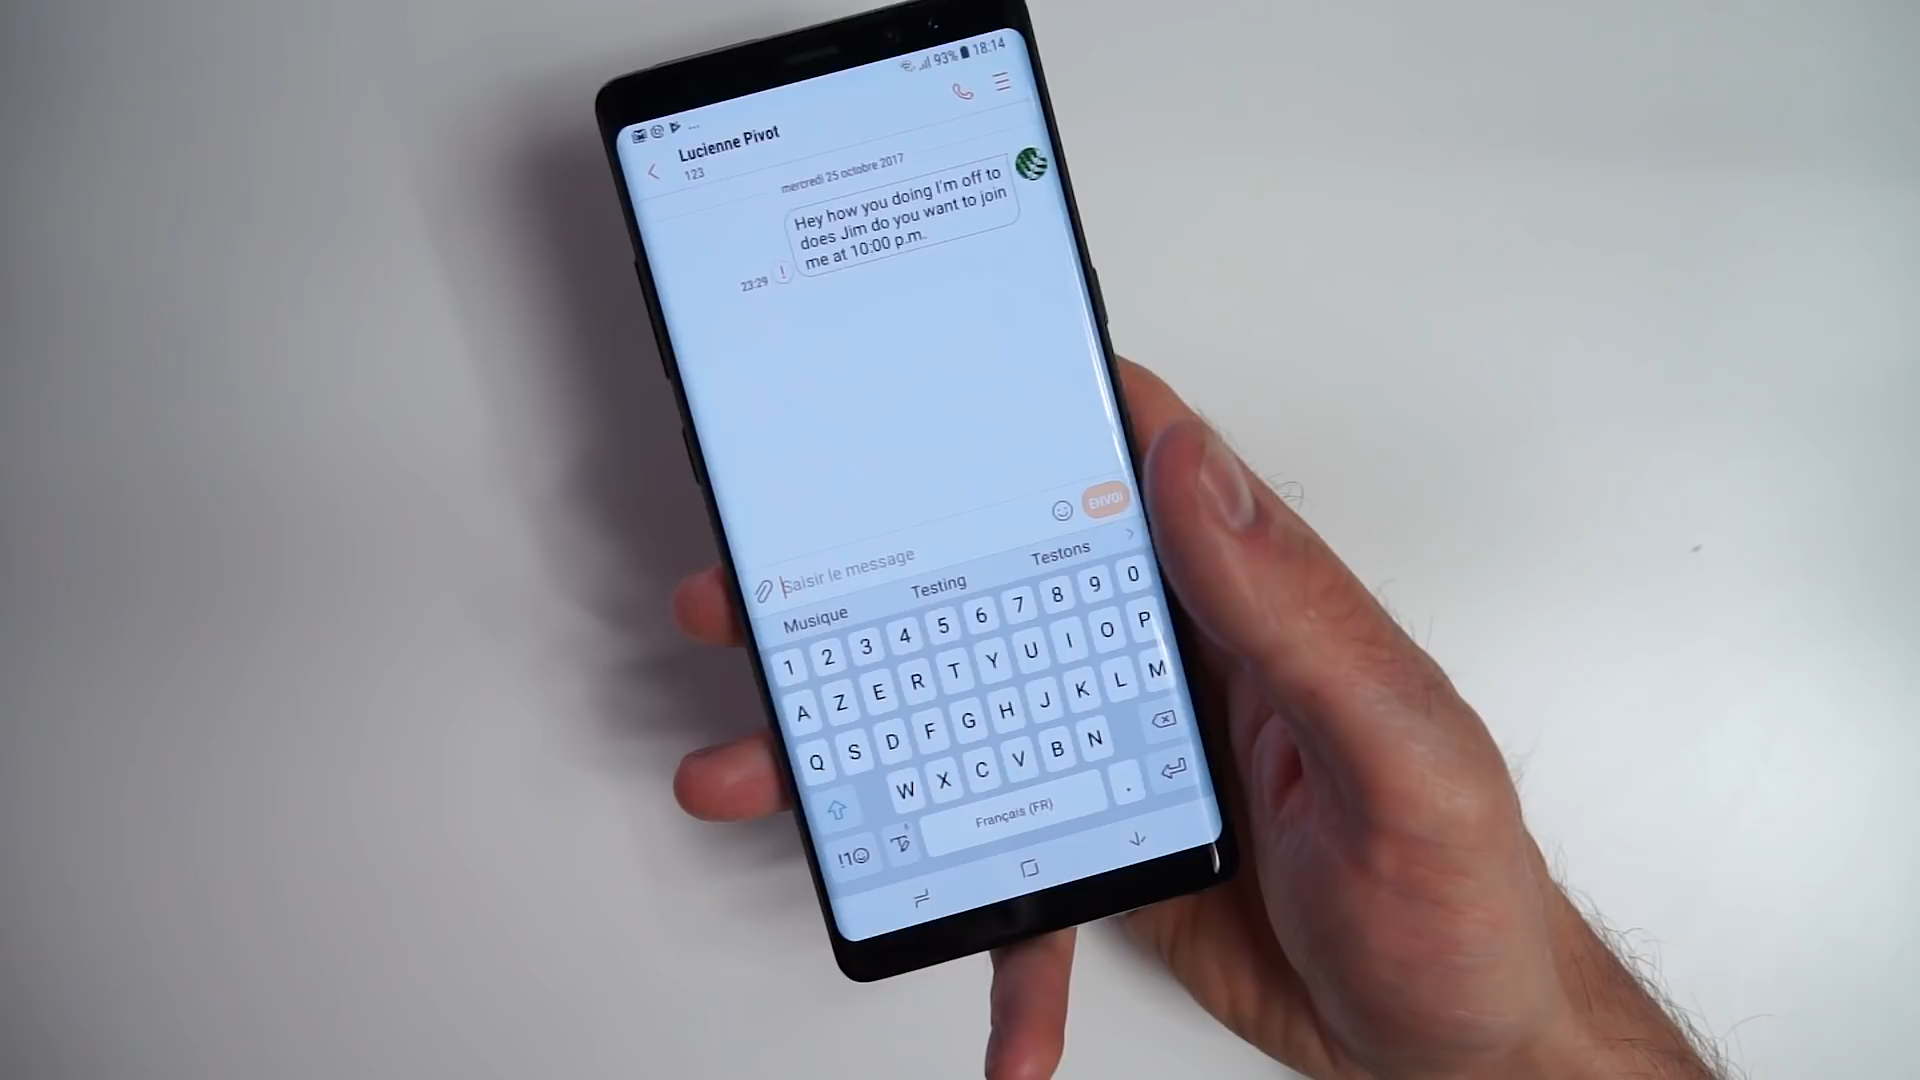 93% 18:14
Lucienne Pivot
123
mercredi 25 octobre 2017
Hey how you doing I'm off to
does Jim do you want to join
me at 10:00 p.m.
23:29 !
ENVOI
Saisir le message
Musique Testing Testons
1 2 3 4 5 6 7 8 9 0
A Z E R T Y U I O P
Q S D F G H J K L M
W X C V B N
!1☺ Français (FR) .